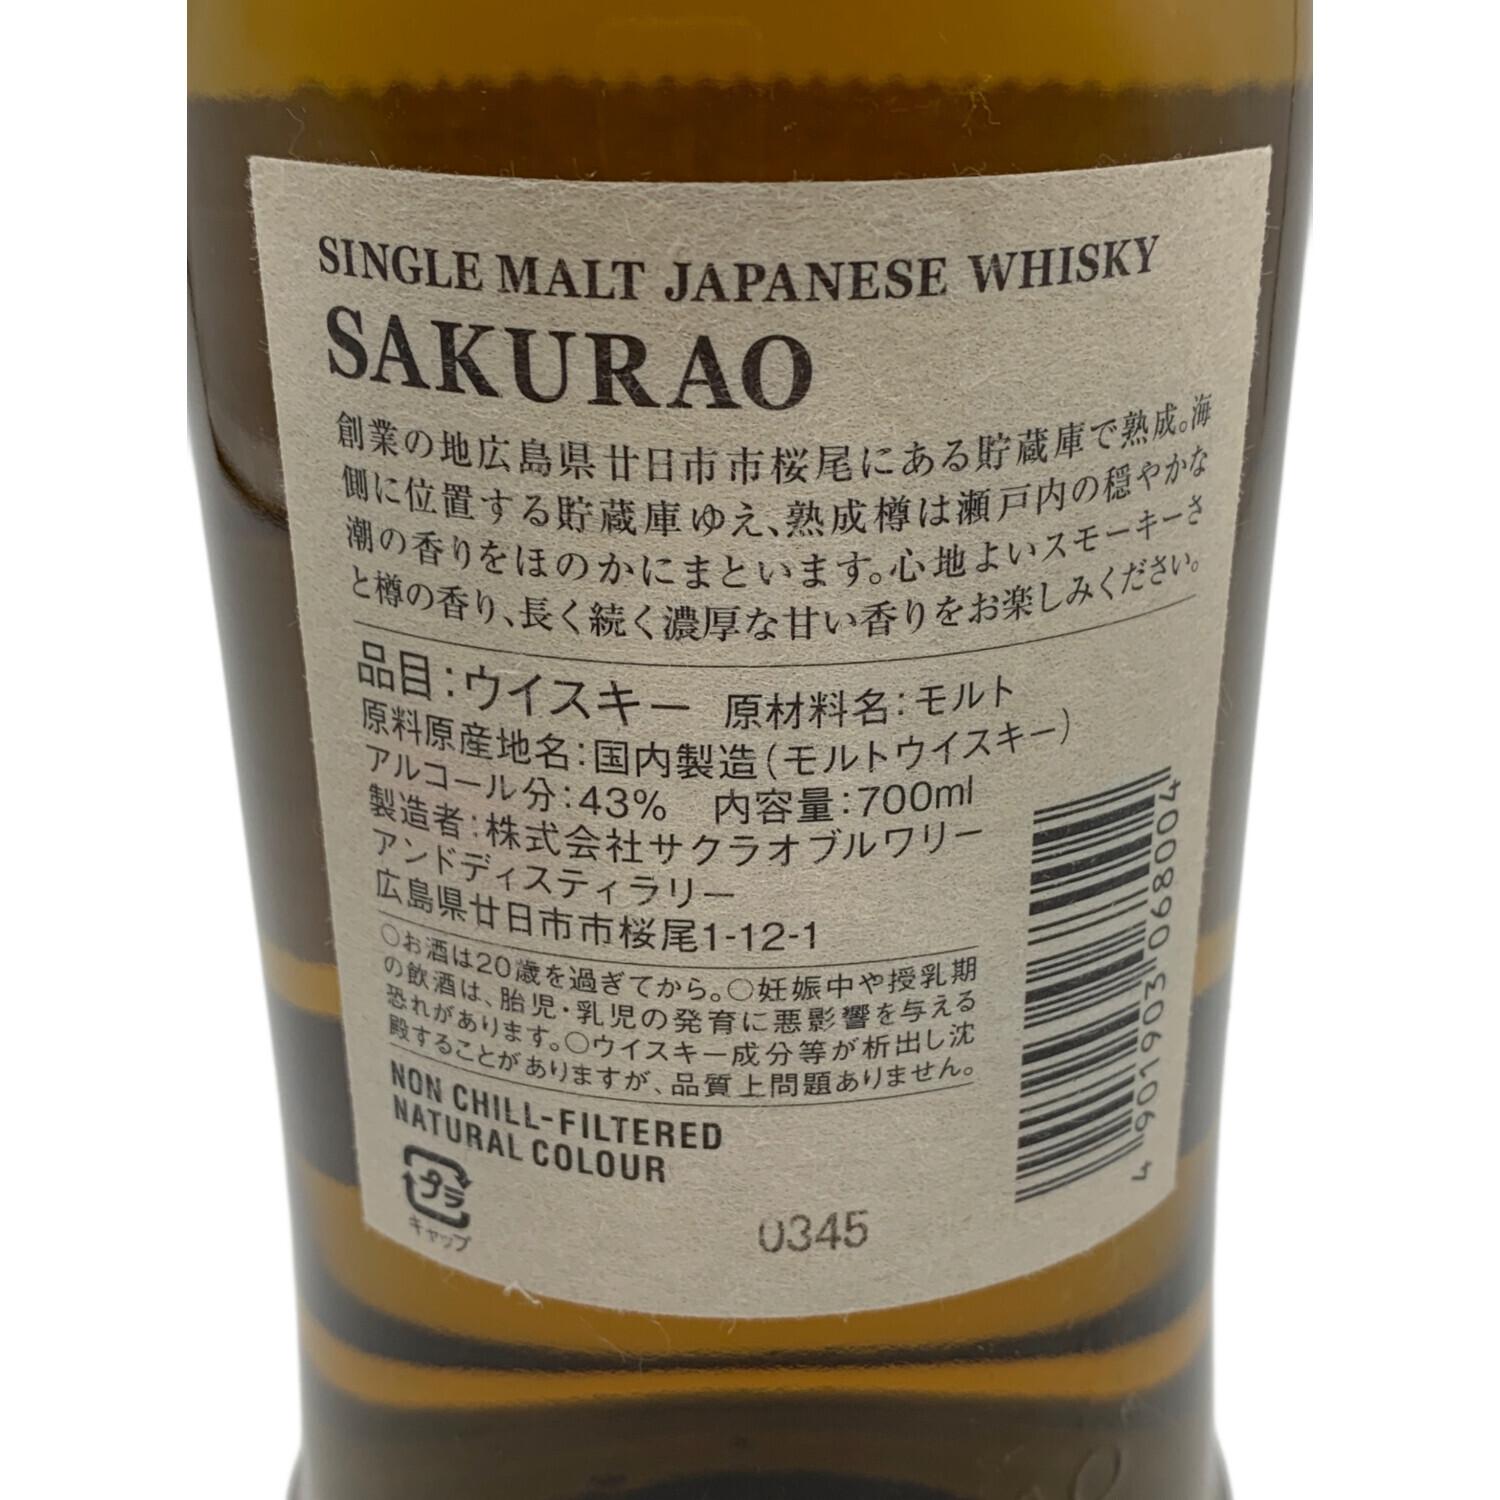 SINGLE MALT JAPANESE WHISKY
SAKURAO
創業の地広島県廿日市市桜尾にある貯蔵庫で熟成。海
側に位置する貯蔵庫ゆえ、熟成樽は瀬戸内の穏やかな
潮の香りをほのかにまといます。心地よいスモーキーさ
と樽の香り、長く続く濃厚な甘い香りをお楽しみください。
品目：ウイスキー 原材料名：モルト
原料原産地名：国内製造（モルトウイスキー）
アルコール分：43% 内容量：700ml
製造者：株式会社サクラオブルワリー
アンドディスティラリー
広島県廿日市市桜尾1-12-1
○お酒は20歳を過ぎてから。○妊娠中や授乳期
の飲酒は、胎児・乳児の発育に悪影響を与える
恐れがあります。○ウイスキー成分等が析出し沈
殿することがありますが、品質上問題ありません。
NON CHILL-FILTERED
NATURAL COLOUR
プラ
キャップ
0345
4 901903 068004